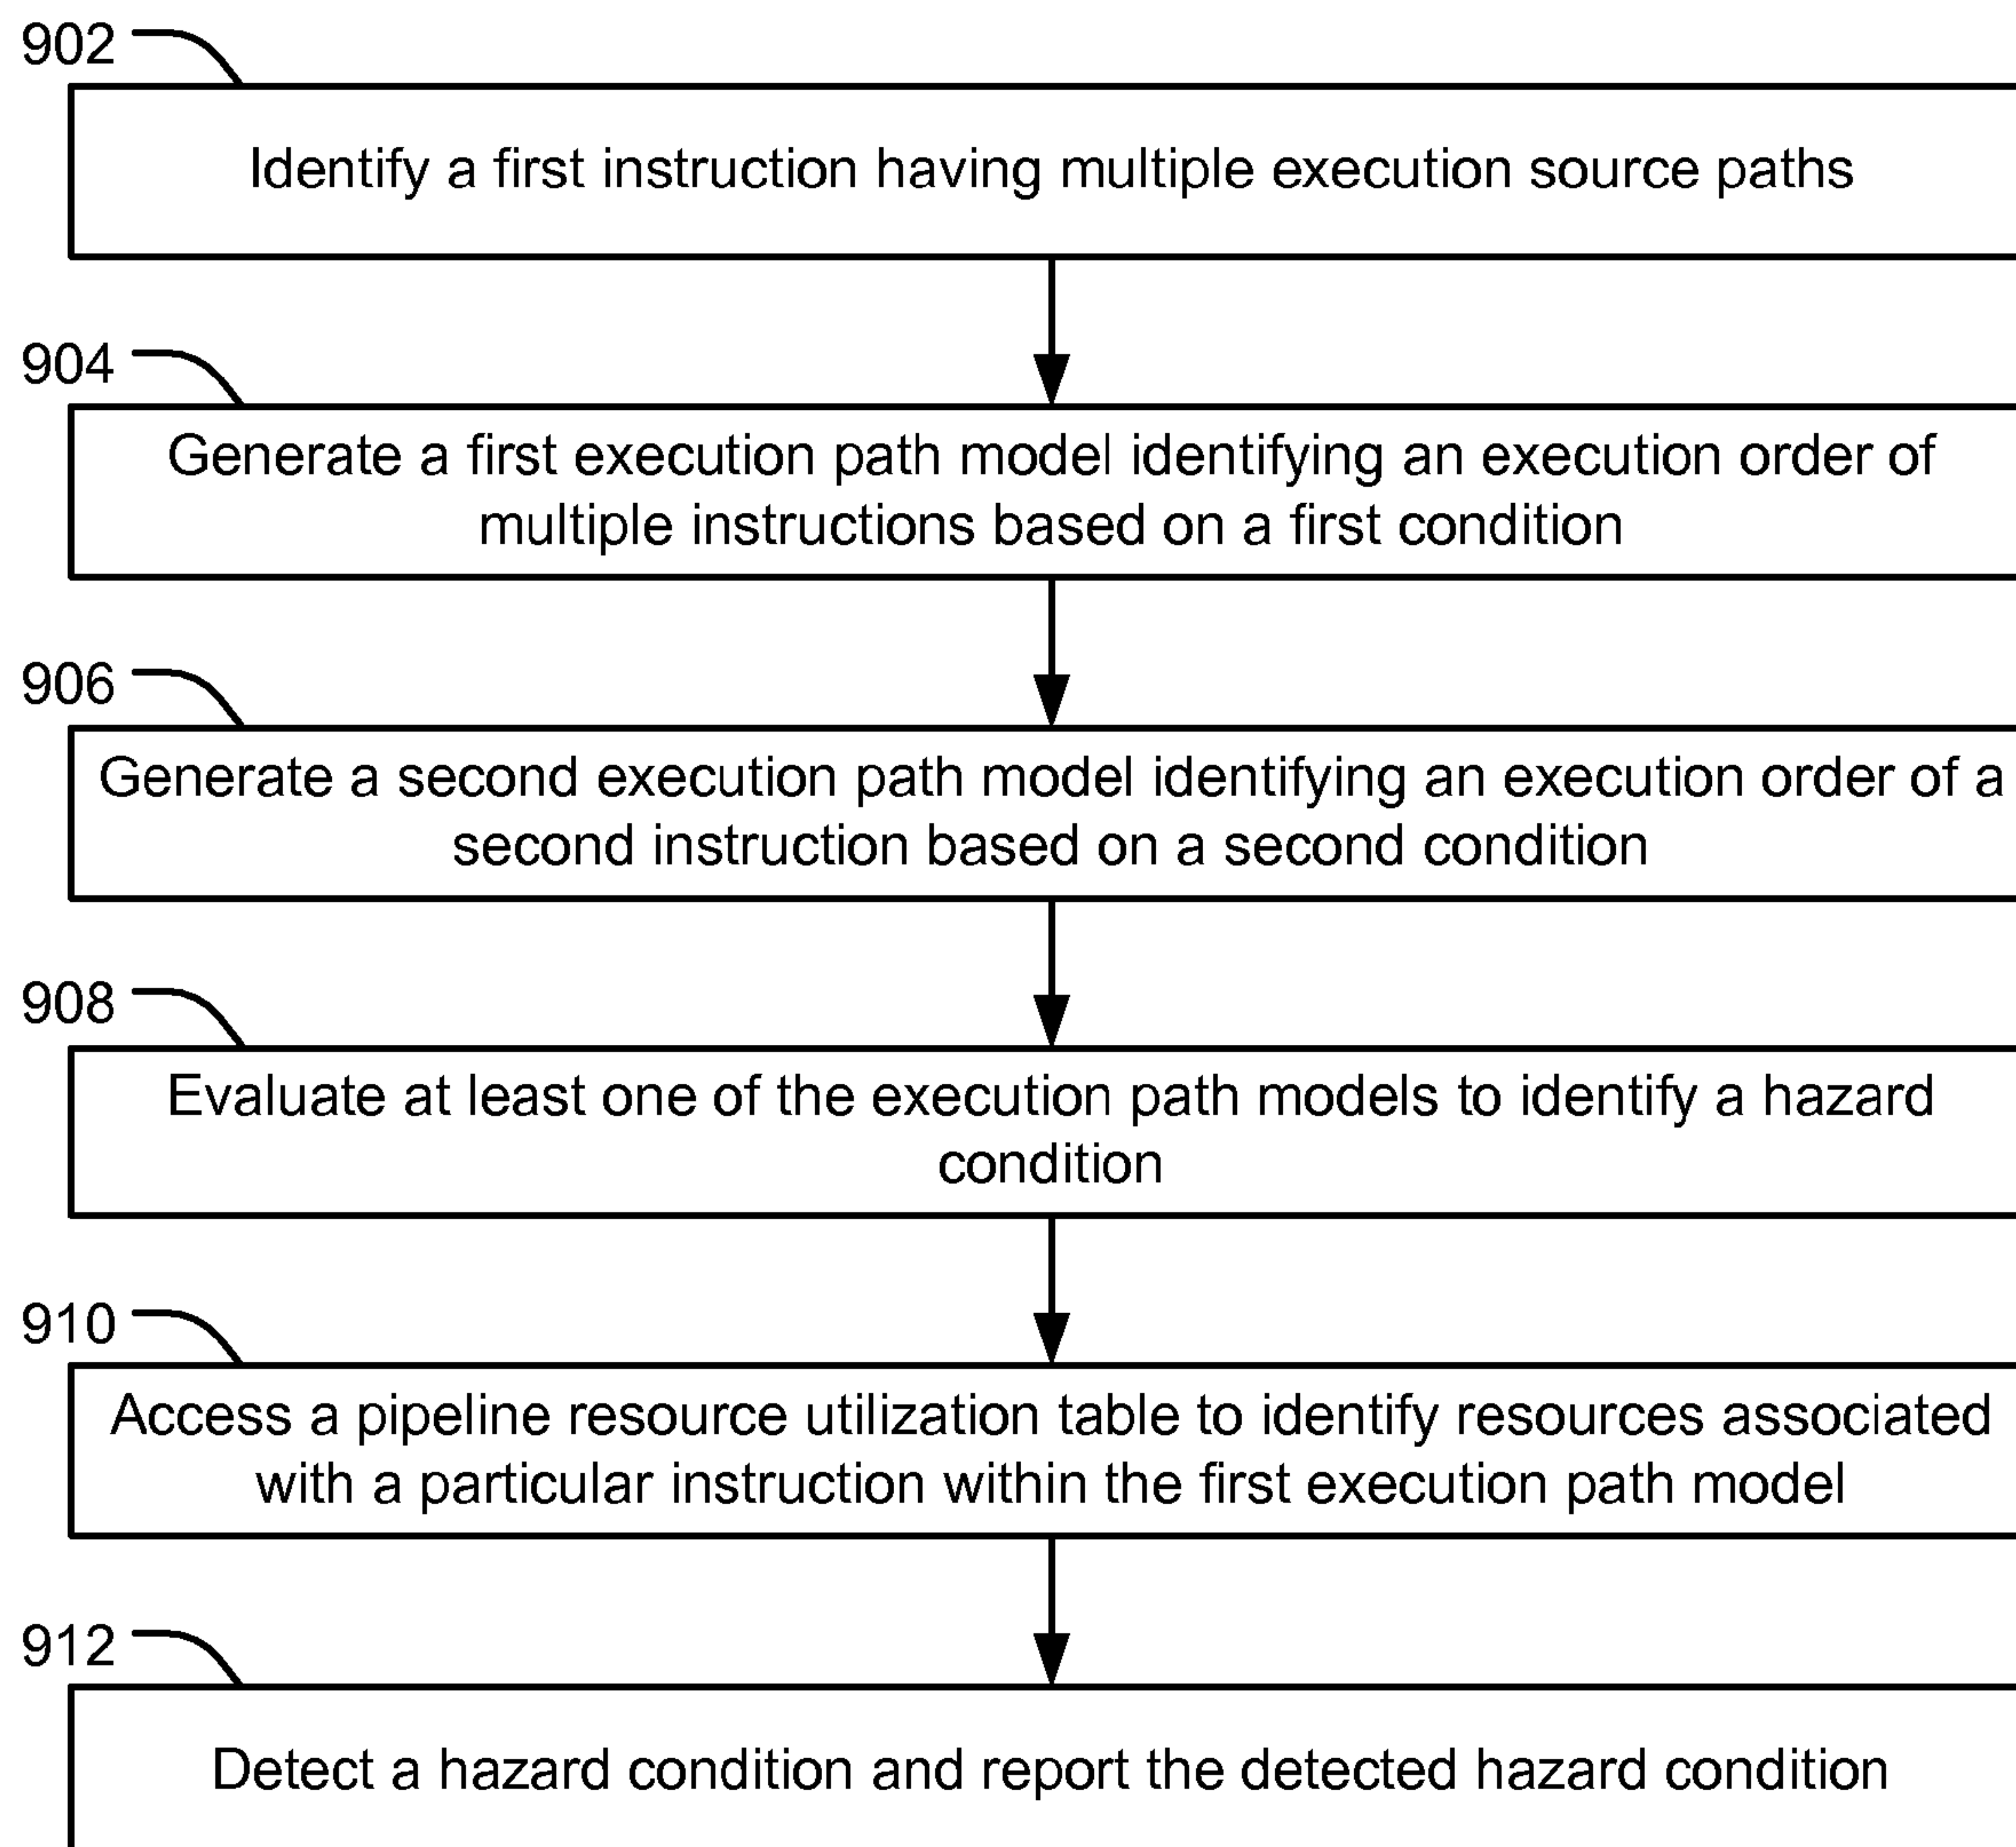 902
Identify a first instruction having multiple execution source paths
904
Generate a first execution path model identifying an execution order of
multiple instructions based on a first condition
906
Generate a second execution path model identifying an execution order of a
second instruction based on a second condition
908
Evaluate at least one of the execution path models to identify a hazard
condition
910
Access a pipeline resource utilization table to identify resources associated
with a particular instruction within the first execution path model
912
Detect a hazard condition and report the detected hazard condition